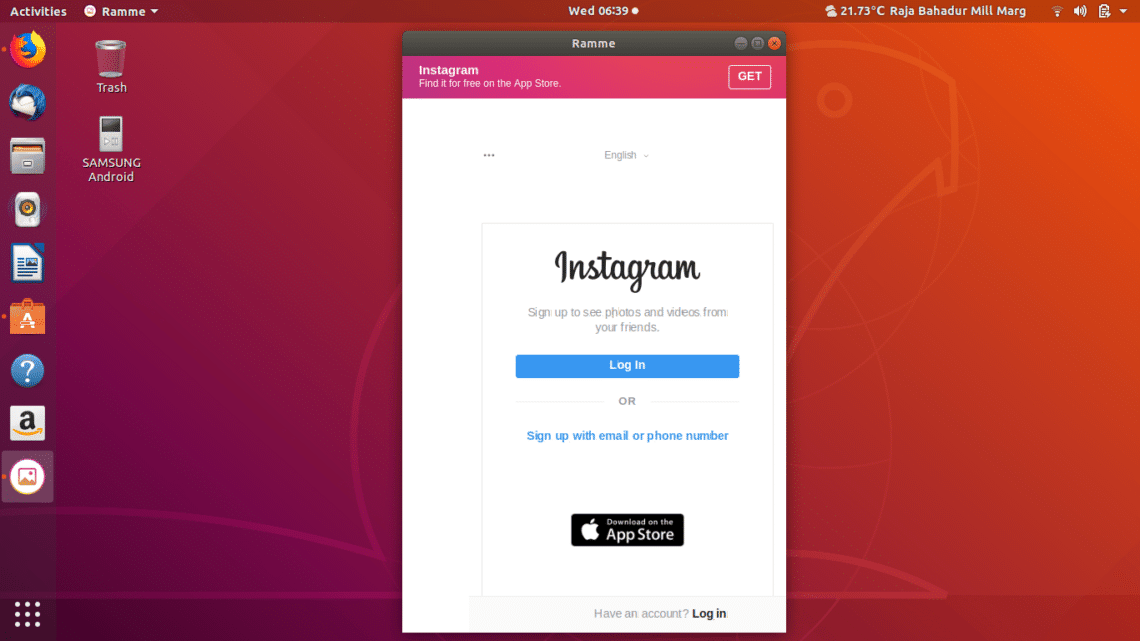 Activities
Ramme
Wed 06:39
21.73°C Raja Bahadur Mill Marg
Trash
SAMSUNG
Android
a
Ramme
Instagram
Find it for free on the App Store.
GET
•••
English
Instagram
Sign up to see photos and videos from
your friends.
Log In
OR
Sign up with email or phone number
Download on the
App Store
Have an account? Log in